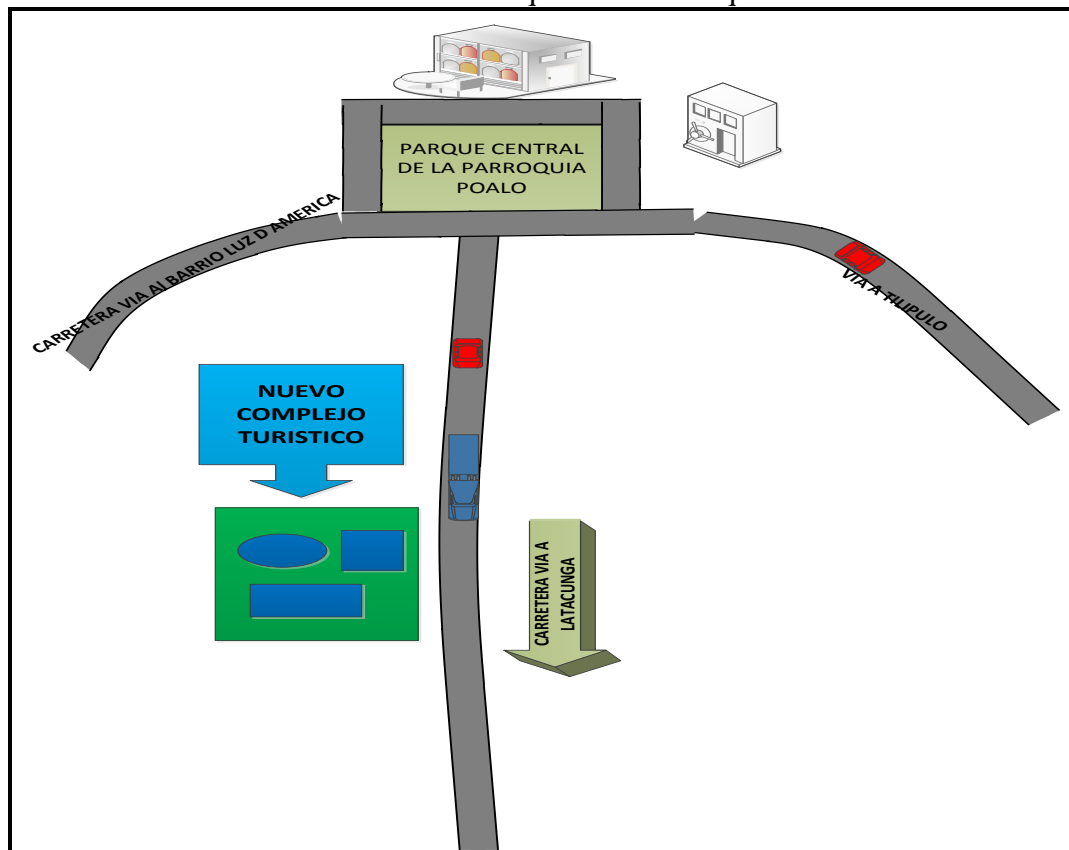 PARQUE CENTRAL
DE LA PARROQUIA
POALO
CARRETERA VIA Al BARRIO LUZ D AMERICA
VIA A TILIPULO
NUEVO
COMPLEJO
TURISTICO
CARRETERA VIA A
LATACUNGA